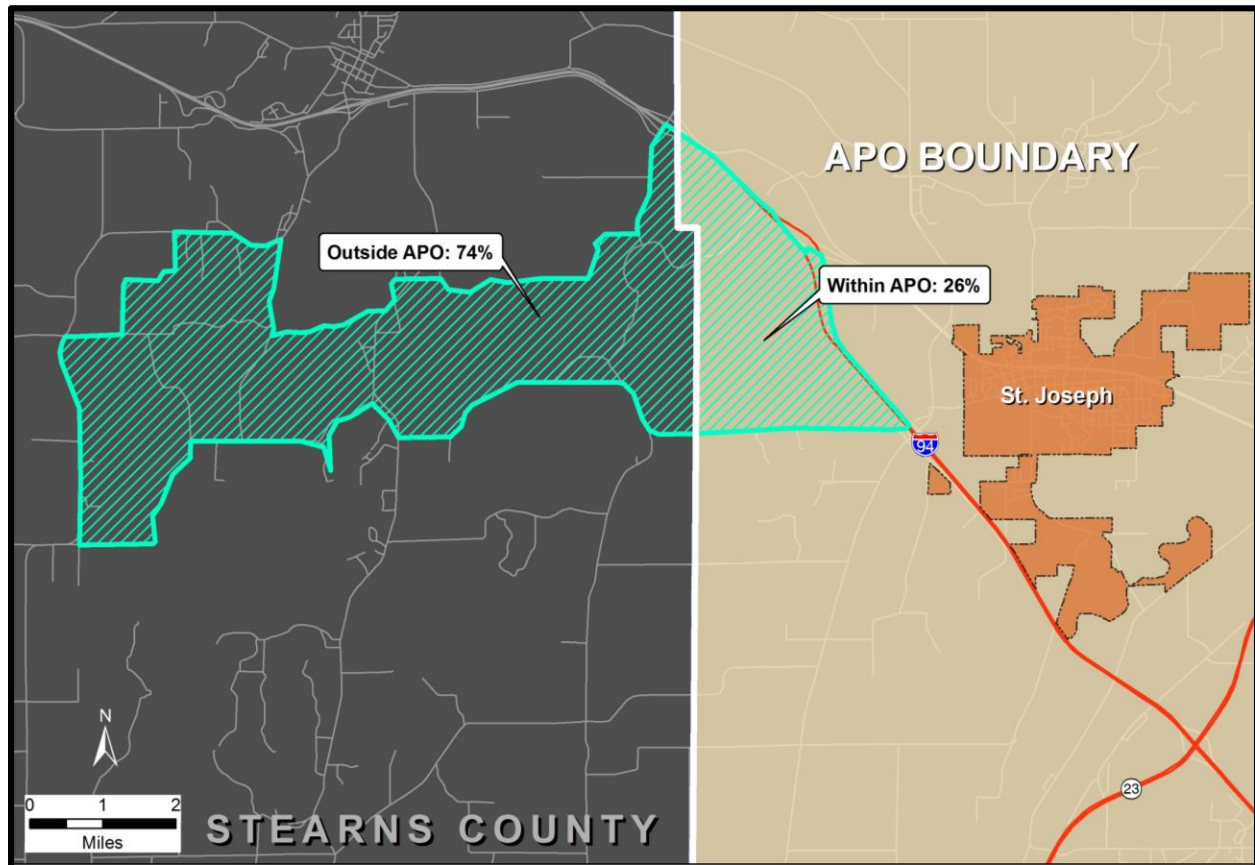 APO BOUNDARY
Outside APO: 74%
Within APO: 26%
St. Joseph
94
N
23
0 1 2
Miles
STEARNS COUNTY